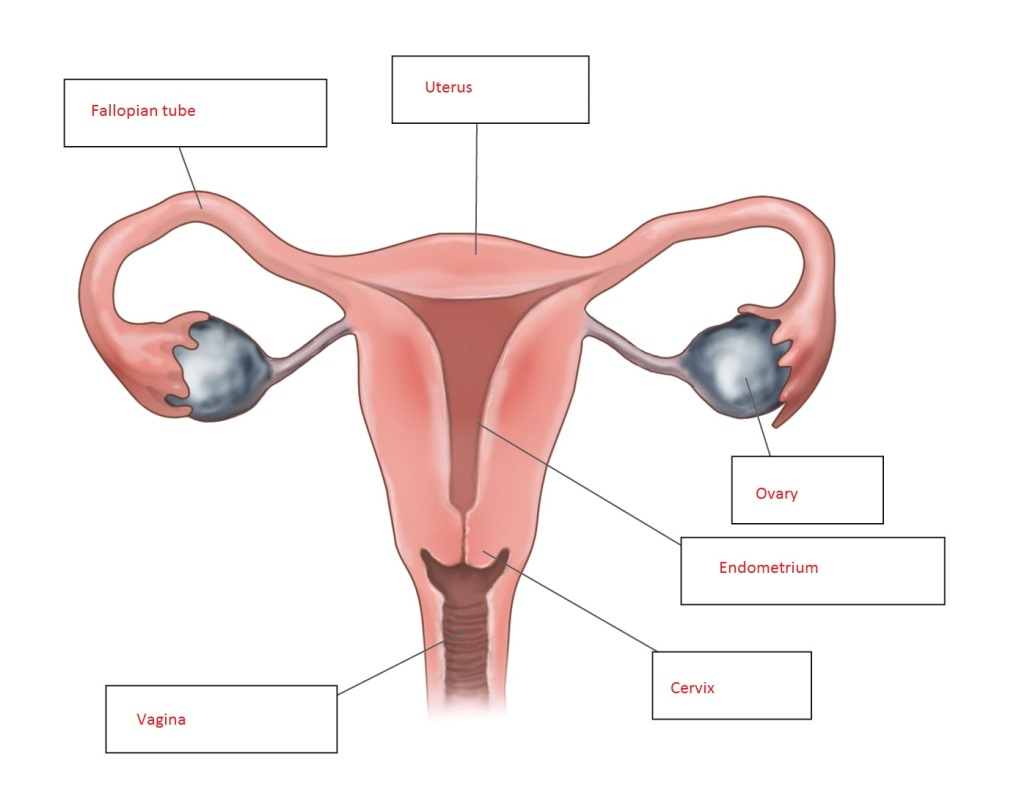 Uterus
Fallopian tube
Ovary
Endometrium
Cervix
Vagina